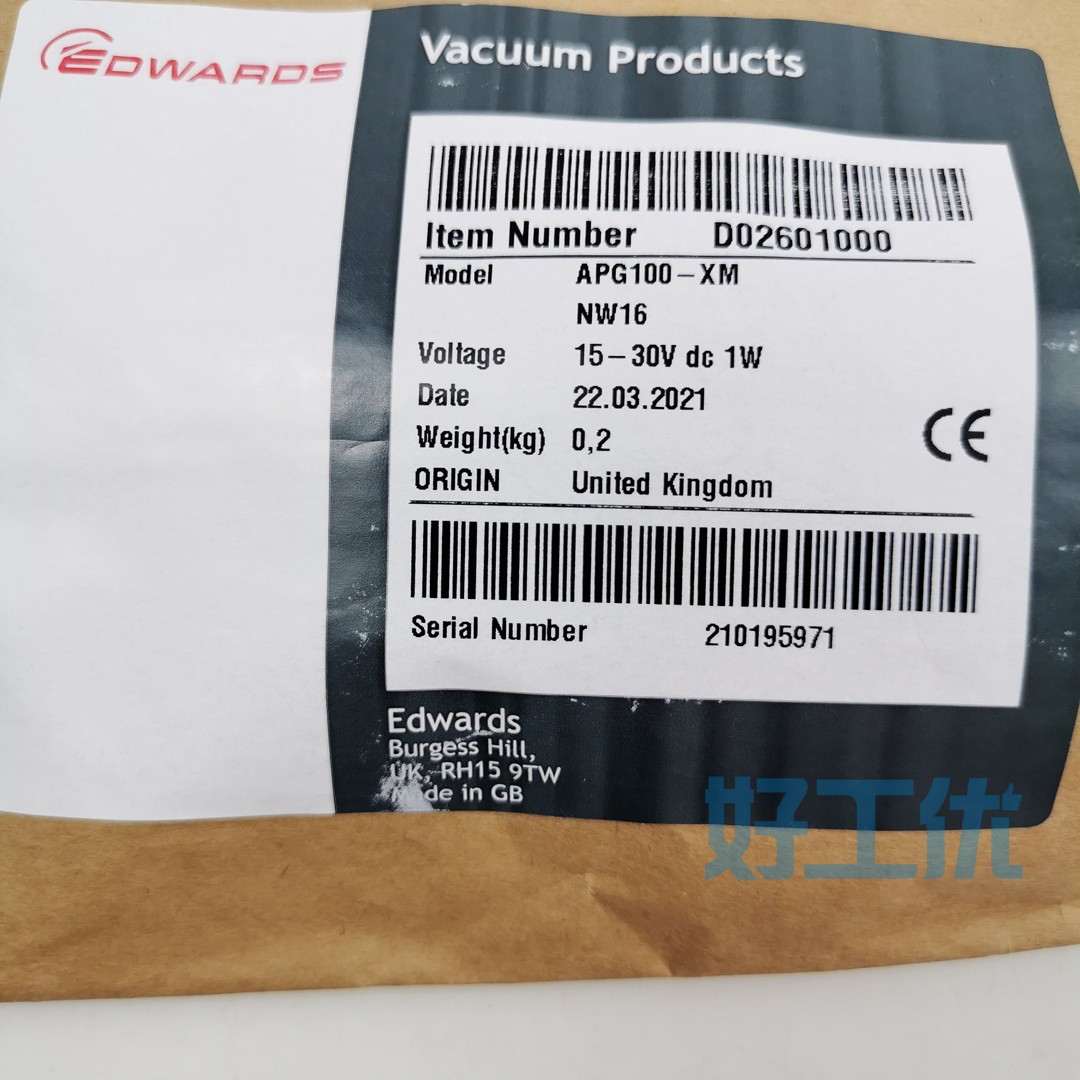 EDWARDS
Vacuum Products
Item Number D02601000
Model APG100-XM
NW16
Voltage 15-30V dc 1W
Date 22.03.2021
Weight(kg) 0,2
ORIGIN United Kingdom
CE
Serial Number 210195971
Edwards
Burgess Hill,
UK, RH15 9TW
Made in GB
好工优